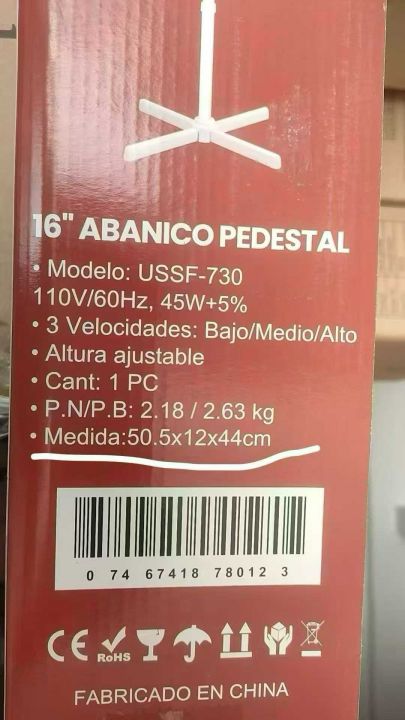 16" ABANICO PEDESTAL
• Modelo: USSF-730
110V/60Hz, 45W+5%
• 3 Velocidades: Bajo/Medio/Alto
• Altura ajustable
• Cant: 1 PC
• P.N/P.B: 2.18 / 2.63 kg
• Medida:50.5x12x44cm
0 74 67418 78012 3
CE RoHS
FABRICADO EN CHINA